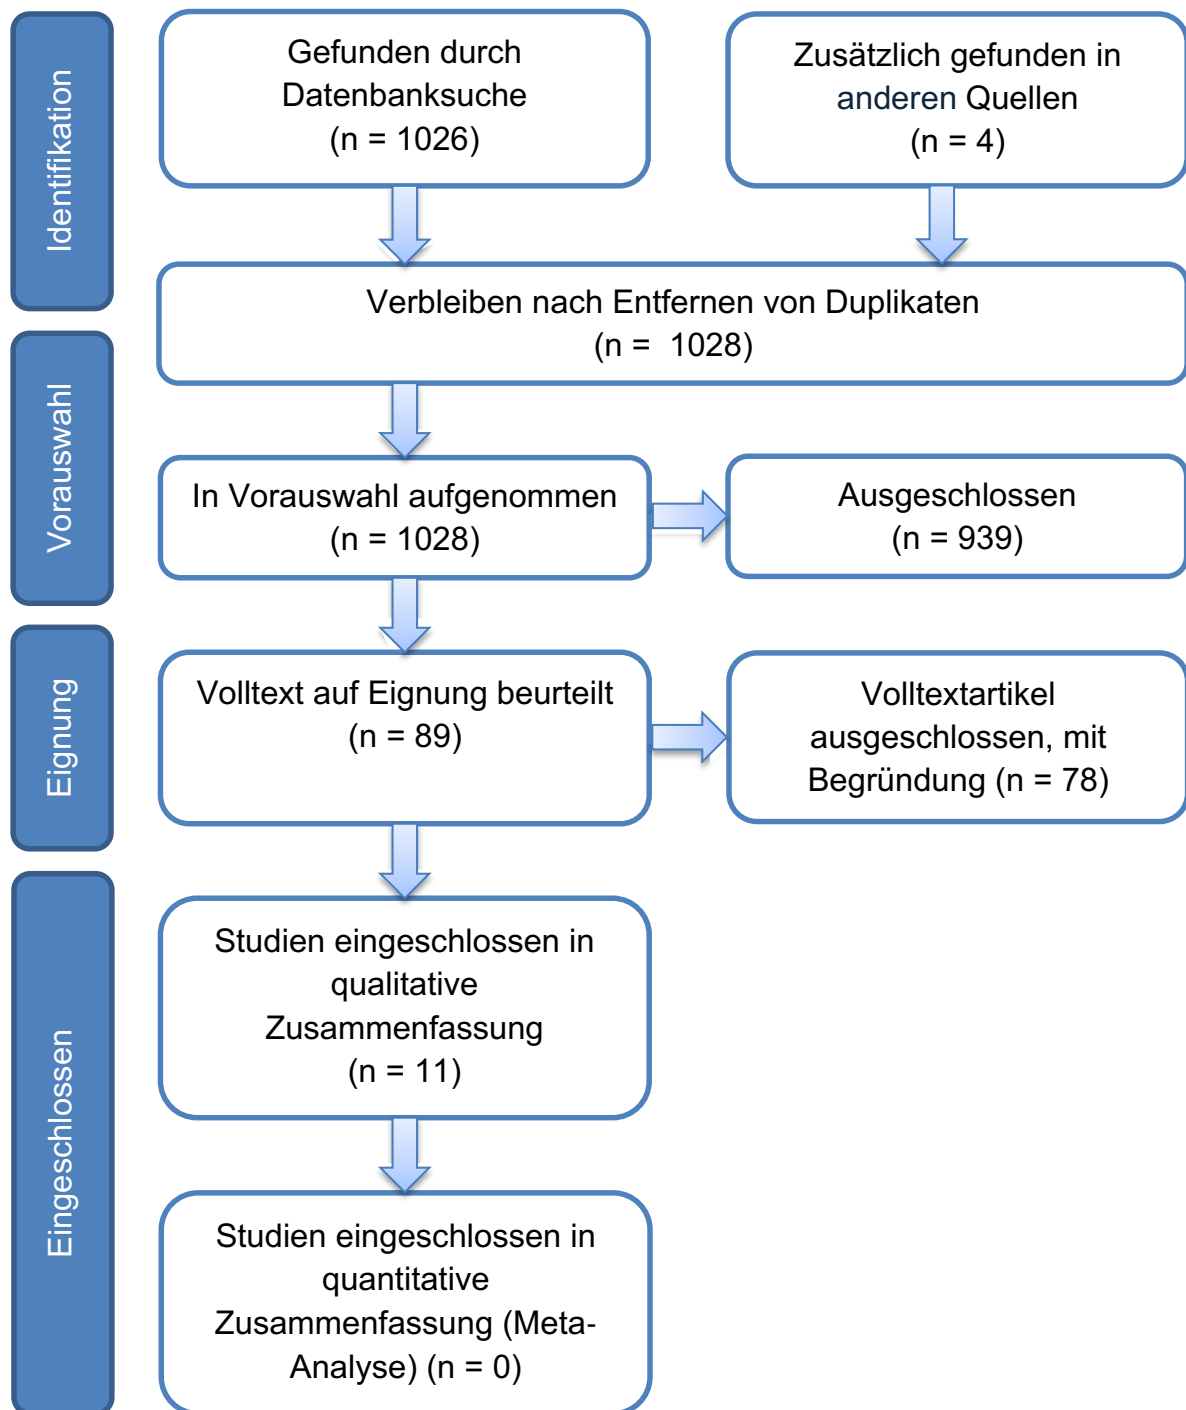 Identifikation
Gefunden durch
Datenbanksuche
(n = 1026)
Zusätzlich gefunden in
anderen Quellen
(n = 4)
Verbleiben nach Entfernen von Duplikaten
(n =  1028)
Vorauswahl
In Vorauswahl aufgenommen
(n = 1028)
Ausgeschlossen
(n = 939)
Eignung
Volltext auf Eignung beurteilt
(n = 89)
Volltextartikel
ausgeschlossen, mit
Begründung (n = 78)
Eingeschlossen
Studien eingeschlossen in
qualitative
Zusammenfassung
(n = 11)
Studien eingeschlossen in
quantitative
Zusammenfassung (Meta-
Analyse) (n = 0)